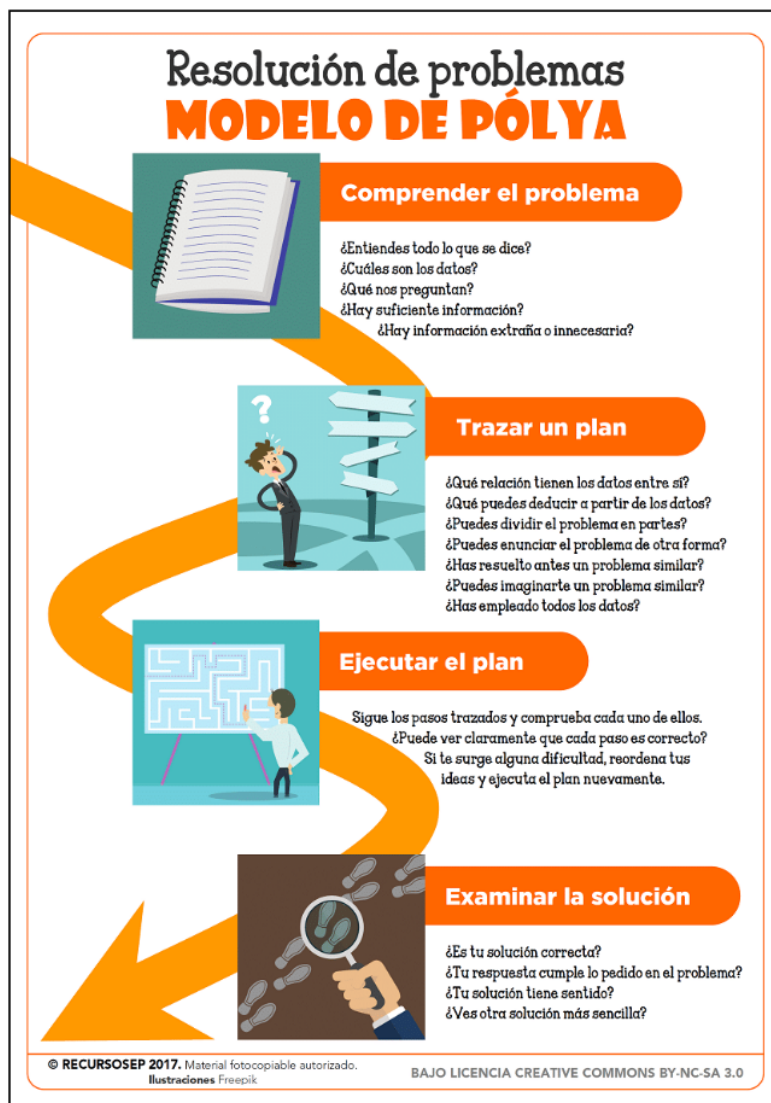 Resolución de problemas
MODELO DE PÓLYA
Comprender el problema
¿Entiendes todo lo que se dice?
¿Cuáles son los datos?
¿Qué nos preguntan?
¿Hay suficiente información?
¿Hay información extraña o innecesaria?
?
Trazar un plan
¿Qué relación tienen los datos entre sí?
¿Qué puedes deducir a partir de los datos?
¿Puedes dividir el problema en partes?
¿Puedes enunciar el problema de otra forma?
¿Has resuelto antes un problema similar?
¿Puedes imaginarte un problema similar?
¿Has empleado todos los datos?
Ejecutar el plan
Sigue los pasos trazados y comprueba cada uno de ellos.
¿Puede ver claramente que cada paso es correcto?
Si te surge alguna dificultad, reordena tus
ideas y ejecuta el plan nuevamente.
Examinar la solución
¿Es tu solución correcta?
¿Tu respuesta cumple lo pedido en el problema?
¿Tu solución tiene sentido?
¿Ves otra solución más sencilla?
© RECURSOSEP 2017. Material fotocopiable autorizado.
Ilustraciones Freepik
BAJO LICENCIA CREATIVE COMMONS BY-NC-SA 3.0